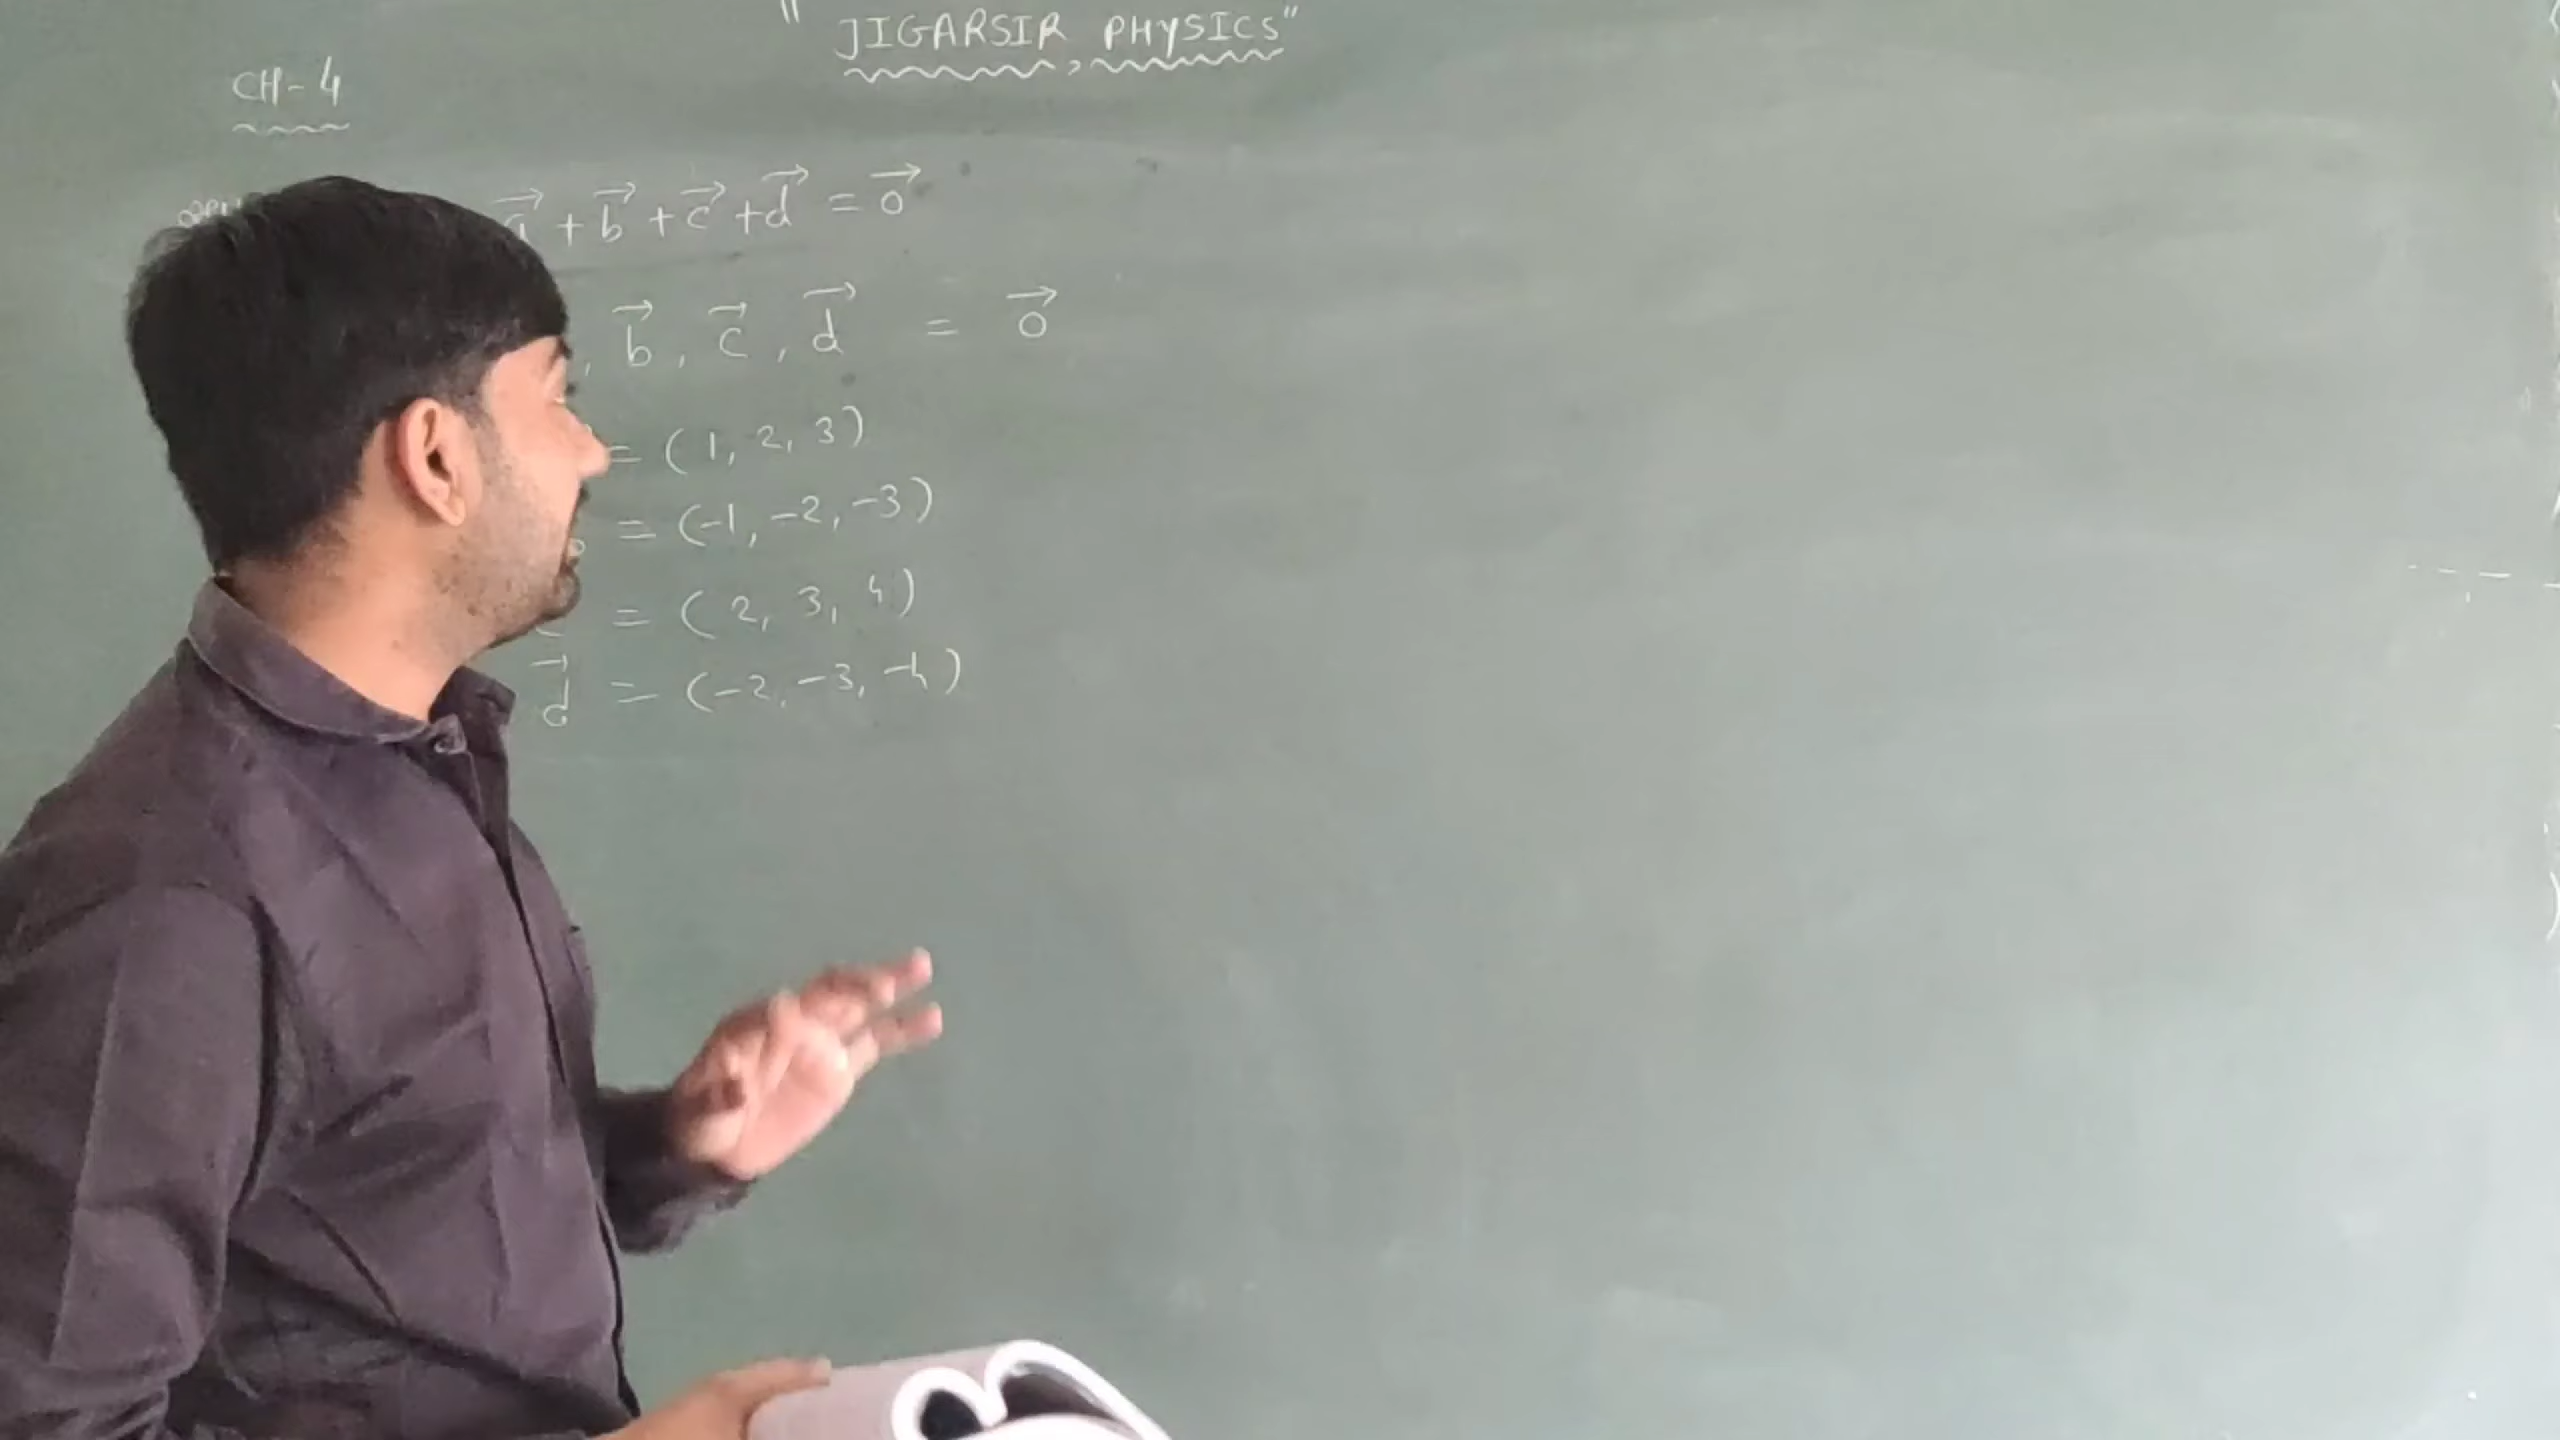 " JIGARSIR PHYSICS"
CH-4
a⃗ + b⃗ + c⃗ + d⃗ = 0⃗
, b⃗ , c⃗ , d⃗ = 0⃗
= (1, 2, 3)
= (-1, -2, -3)
= (2, 3, 4)
d⃗ = (-2, -3, -4)